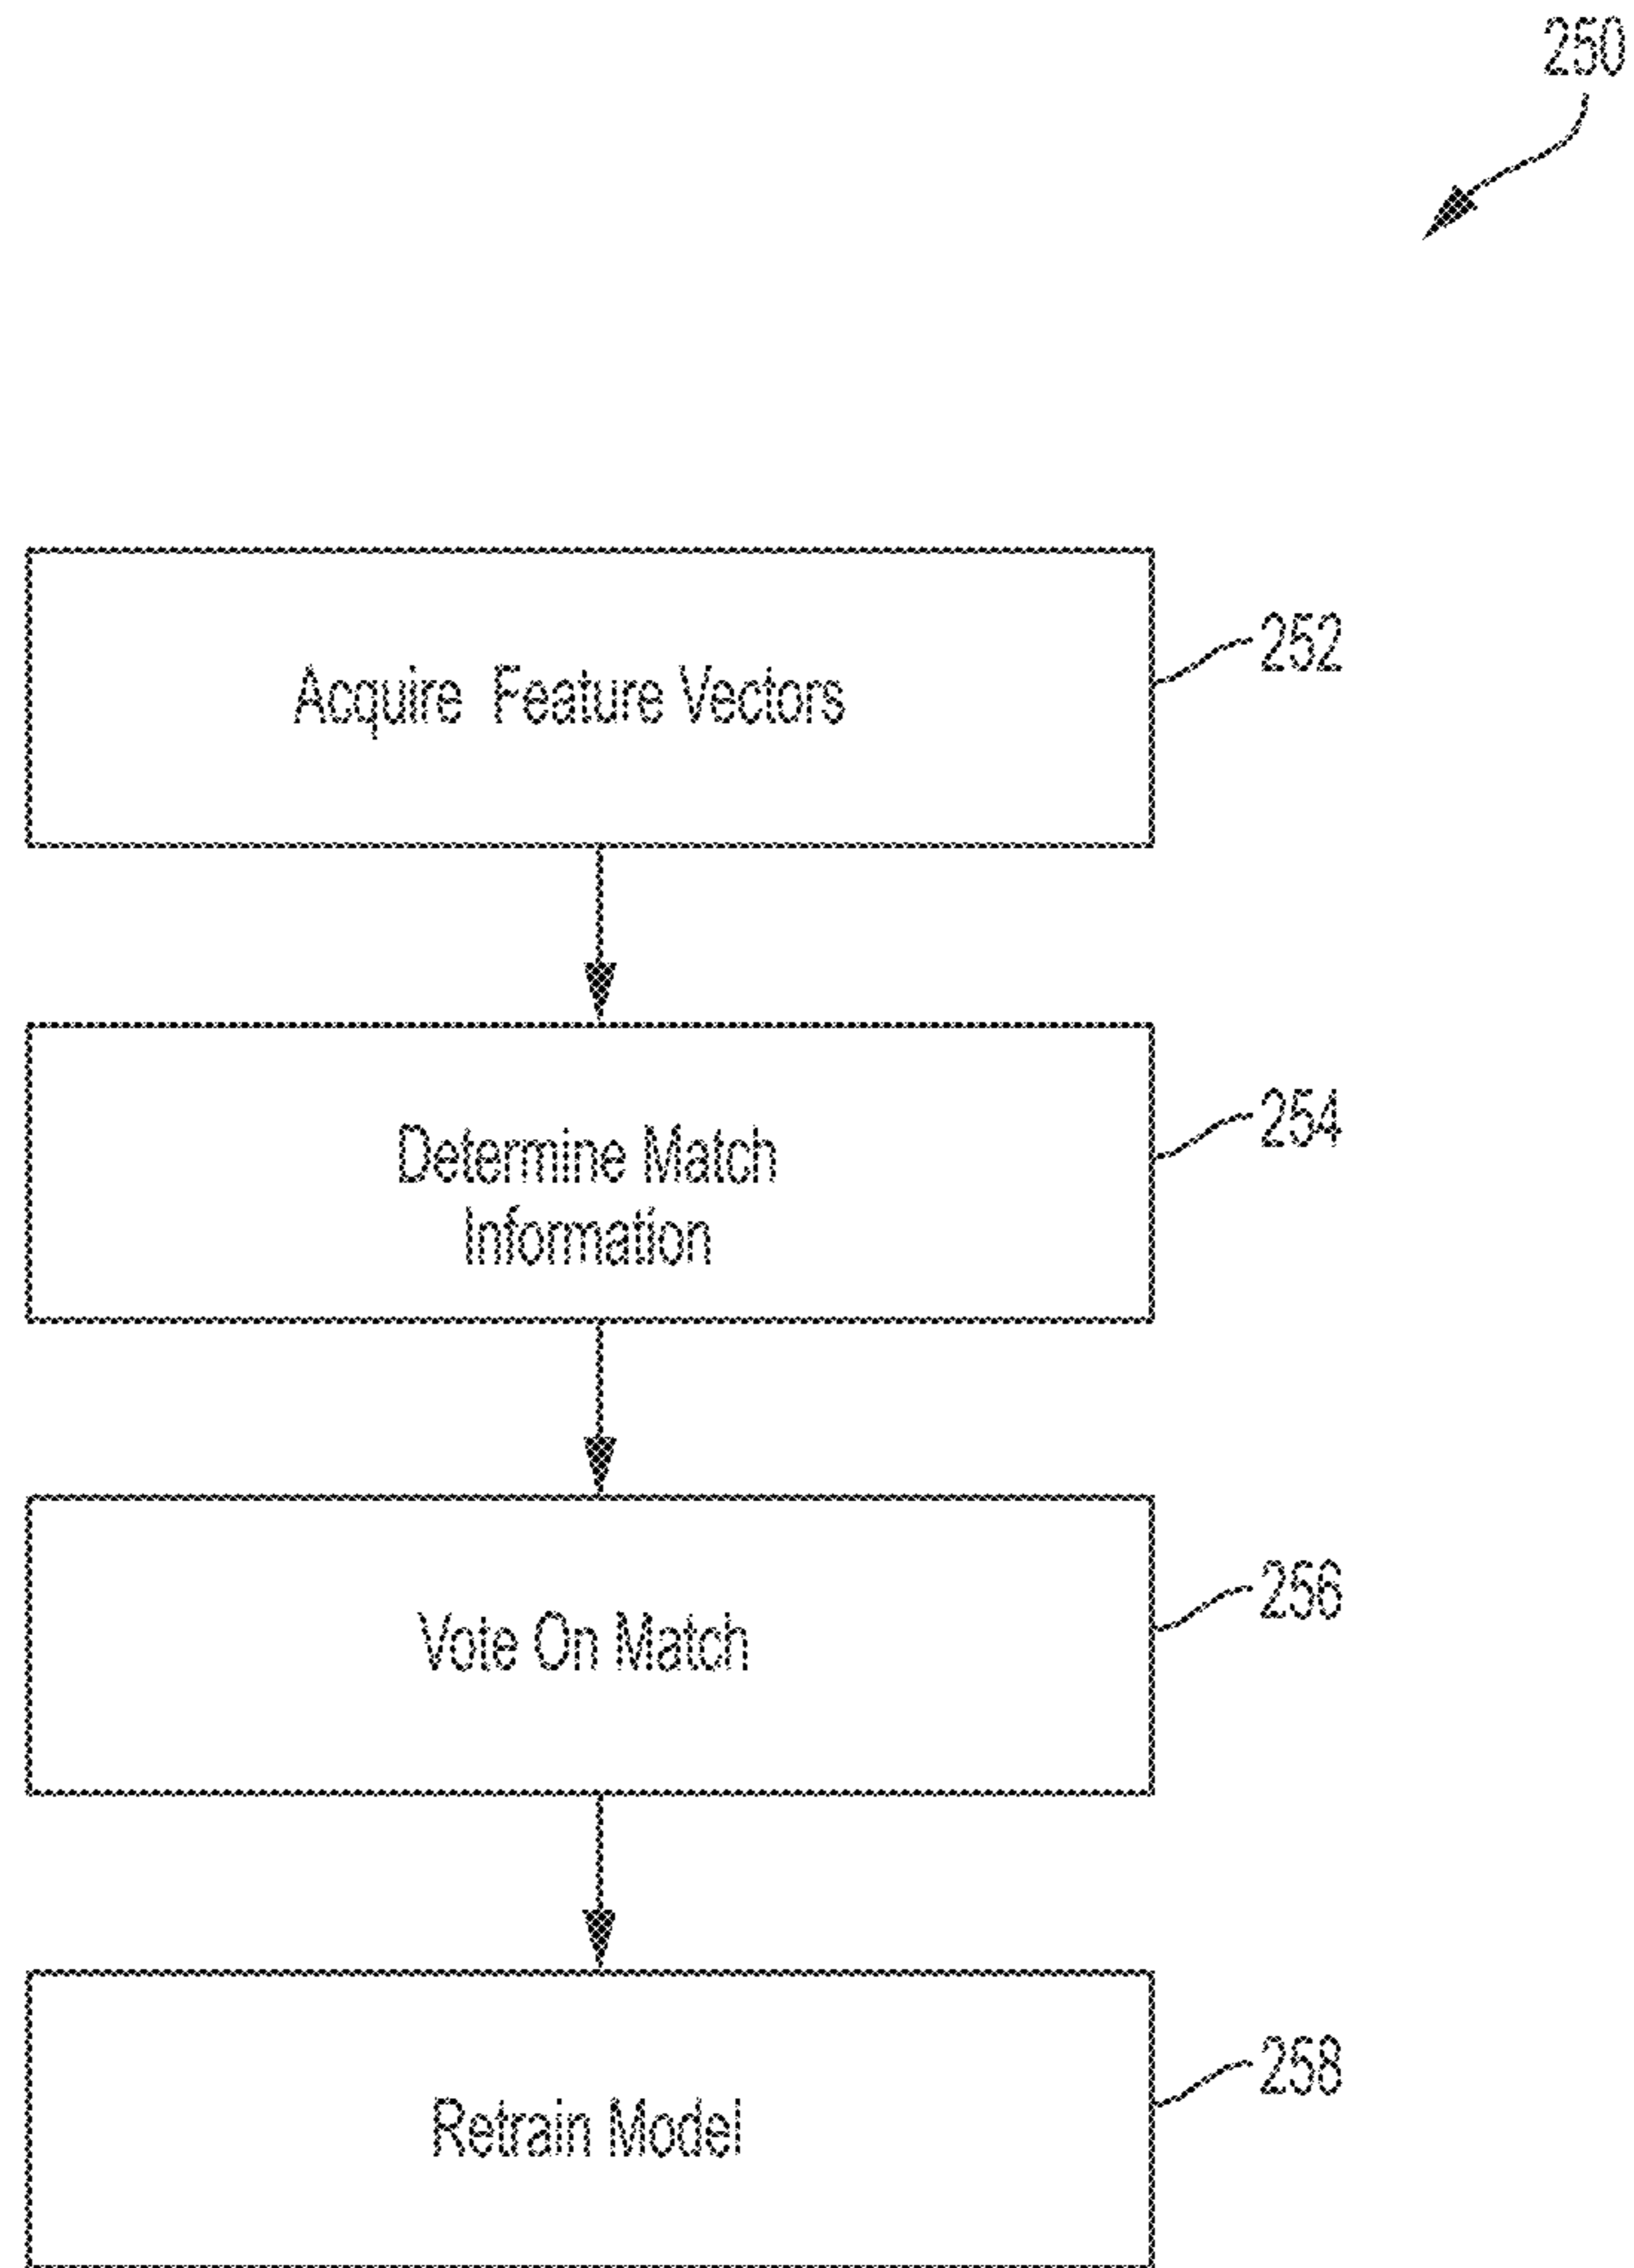 250
Acquire Feature Vectors
252
Determine Match
Information
254
Vote On Match
256
Retrain Model
258